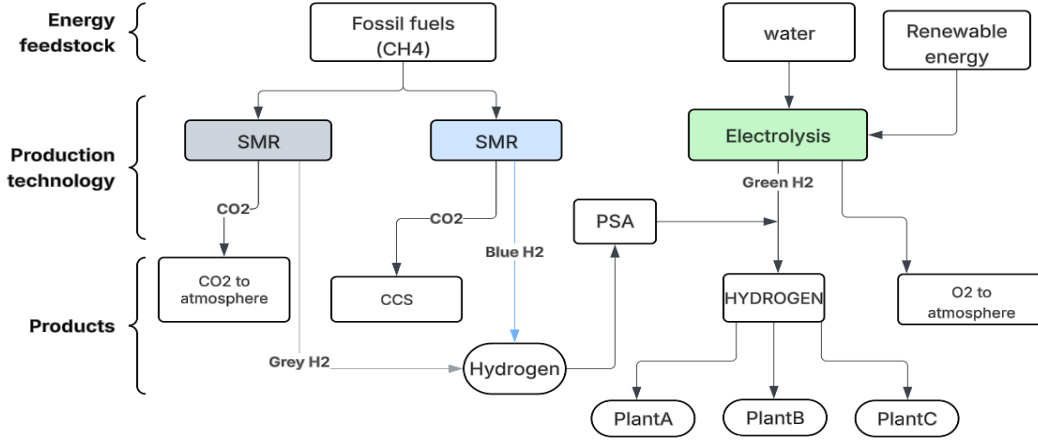 Energy
feedstock
Fossil fuels
(CH4)
water
Renewable
energy
Production
technology
SMR
SMR
Electrolysis
Green H2
CO2
CO2
PSA
Blue H2
Products
CO2 to
atmosphere
CCS
HYDROGEN
O2 to
atmosphere
Grey H2
Hydrogen
PlantA
PlantB
PlantC